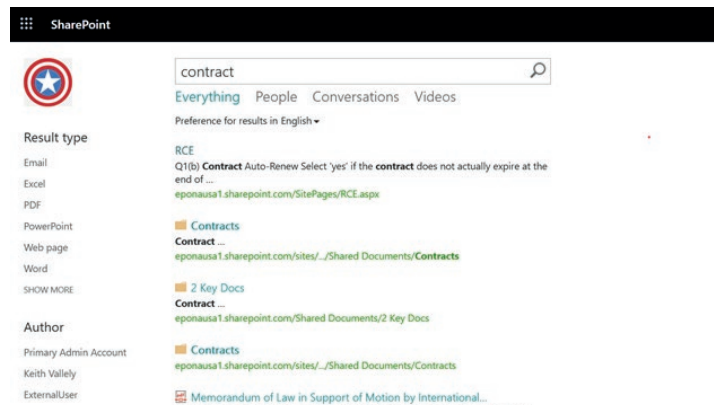 SharePoint
contract
Everything People Conversations Videos
Preference for results in English
Result type
Email
Excel
PDF
PowerPoint
Web page
Word
SHOW MORE
Author
Primary Admin Account
Keith Vallely
ExternalUser
RCE
Q1(b) Contract Auto-Renew Select 'yes' if the contract does not actually expire at the
end of ...
eponausa1.sharepoint.com/SitePages/RCE.aspx
Contracts
Contract ...
eponausa1.sharepoint.com/sites/.../Shared Documents/Contracts
2 Key Docs
Contract ...
eponausa1.sharepoint.com/Shared Documents/2 Key Docs
Contracts
eponausa1.sharepoint.com/sites/.../Shared Documents/Contracts
Memorandum of Law in Support of Motion by International...